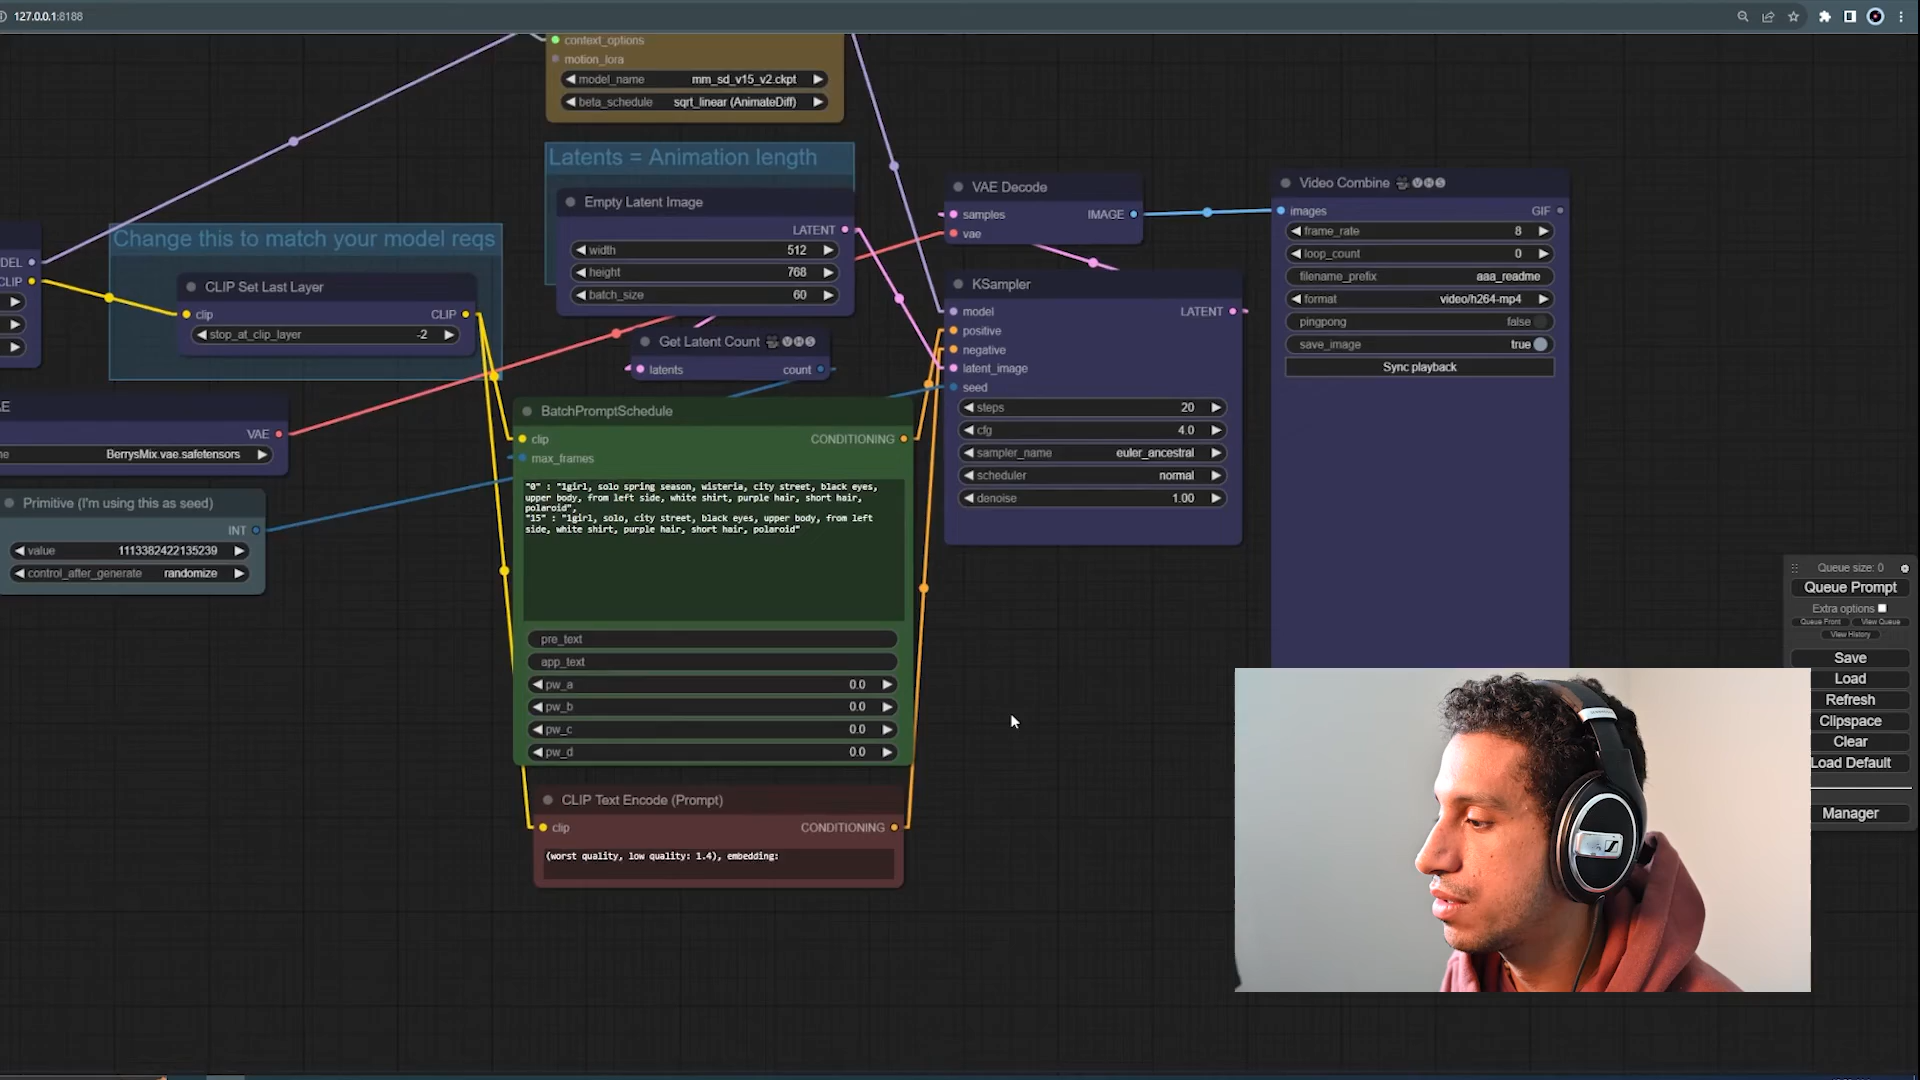 127.0.0.1:8188
context_options
motion_lora
model_name mm_sd_v15_v2.ckpt
beta_schedule sqrt_linear (AnimateDiff)
Latents = Animation length
Empty Latent Image
LATENT
width 512
height 768
batch_size 60
Get Latent Count
latents count
Change this to match your model reqs
CLIP Set Last Layer
clip CLIP
stop_at_clip_layer -2
DEL
CLIP
E
VAE
ne BerrysMix.vae.safetensors
Primitive (I'm using this as seed)
INT
value 1113382422135239
control_after_generate randomize
BatchPromptSchedule
clip CONDITIONING
max_frames
"0" : "1girl, solo spring season, wisteria, city street, black eyes,
upper body, from left side, white shirt, purple hair, short hair,
polaroid",
"15" : "1girl, solo, city street, black eyes, upper body, from left
side, white shirt, purple hair, short hair, polaroid"
pre_text
app_text
pw_a 0.0
pw_b 0.0
pw_c 0.0
pw_d 0.0
CLIP Text Encode (Prompt)
clip CONDITIONING
(worst quality, low quality: 1.4), embedding:
VAE Decode
samples IMAGE
vae
KSampler
model LATENT
positive
negative
latent_image
seed
steps 20
cfg 4.0
sampler_name euler_ancestral
scheduler normal
denoise 1.00
Video Combine VHS
images GIF
frame_rate 8
loop_count 0
filename_prefix aaa_readme
format video/h264-mp4
pingpong false
save_image true
Sync playback
Queue size: 0
Queue Prompt
Extra options
Queue Front View Queue
View History
Save
Load
Refresh
Clipspace
Clear
Load Default
Manager